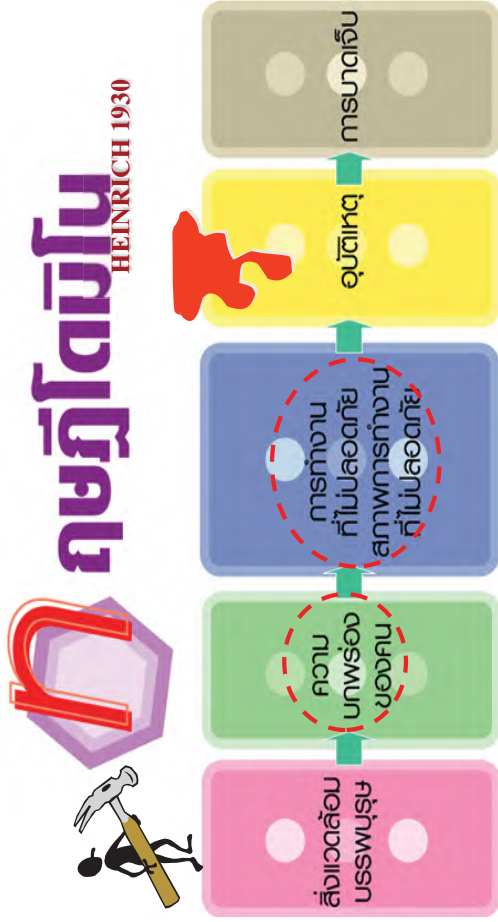 ทฤษฎีโดมิโน
HEINRICH 1930
สิ่งแวดล้อม
บรรพบุรุษ
ความ
บกพร่อง
ของคน
การทำงาน
ที่ไม่ปลอดภัย
สภาพการทำงาน
ที่ไม่ปลอดภัย
อุบัติเหตุ
การบาดเจ็บ